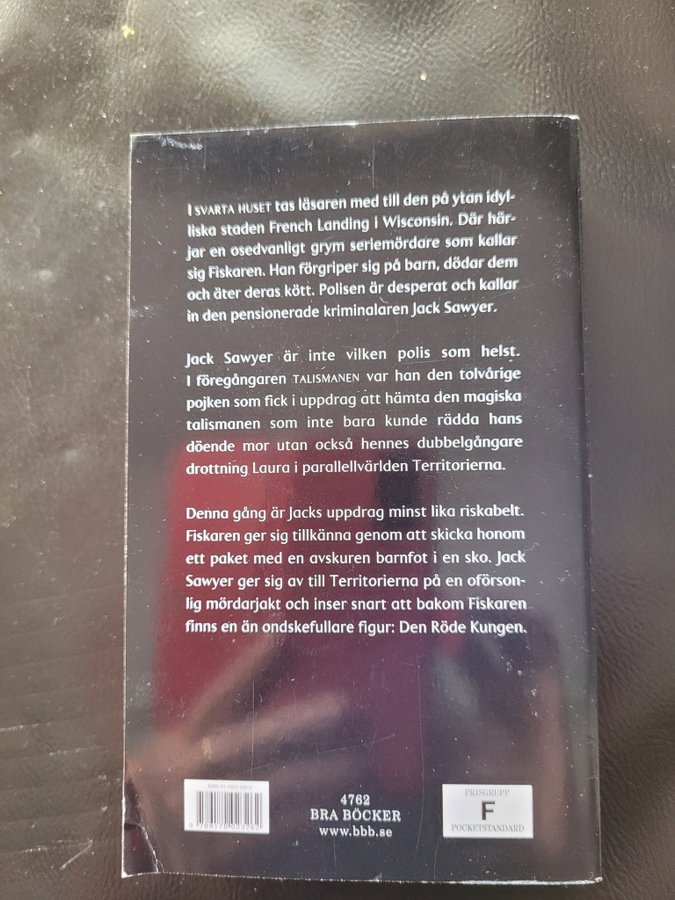 I SVARTA HUSET tas läsaren med till den på ytan idyl-
liska staden French Landing i Wisconsin. Där här-
jar en osedvanligt grym seriemördare som kallar
sig Fiskaren. Han förgriper sig på barn, dödar dem
och äter deras kött. Polisen är desperat och kallar
in den pensionerade kriminalaren Jack Sawyer.
Jack Sawyer är inte vilken polis som helst.
I föregångaren TALISMANEN var han den tolvårige
pojken som fick i uppdrag att hämta den magiska
talismanen som inte bara kunde rädda hans
döende mor utan också hennes dubbelgångare
drottning Laura i parallellvärlden Territorierna.
Denna gång är Jacks uppdrag minst lika riskabelt.
Fiskaren ger sig tillkänna genom att skicka honom
ett paket med en avskuren barnfot i en sko. Jack
Sawyer ger sig av till Territorierna på en oförson-
lig mördarjakt och inser snart att bakom Fiskaren
finns en än ondskefullare figur: Den Röde Kungen.
ISBN
4762
BRA BÖCKER
www.bbb.se
PRISGRUPP
F
POCKETSTANDARD